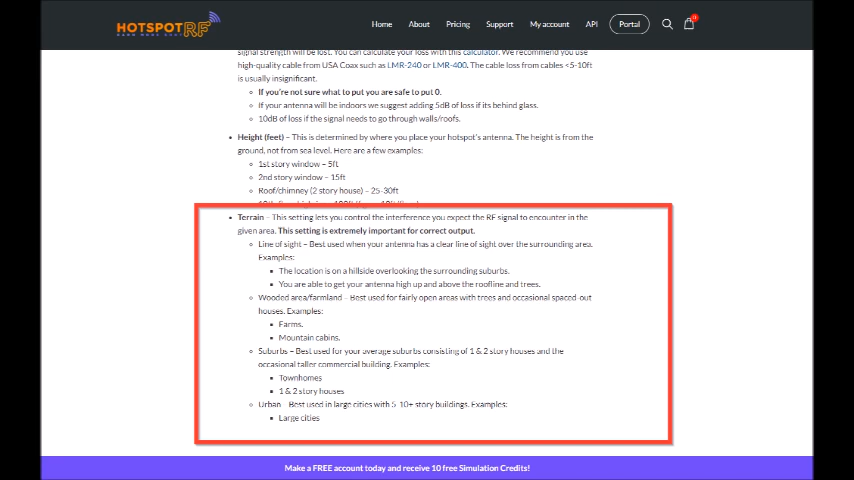 HOTSPOTRF
Home About Pricing Support My account API Portal 0
signal strength will be lost. You can calculate your loss with this calculator. We recommend you use
high-quality cable from USA Coax such as LMR-240 or LMR-400. The cable loss from cables <5-10ft
is usually insignificant.
If you're not sure what to put you are safe to put 0.
If your antenna will be indoors we suggest adding 5dB of loss if its behind glass.
10dB of loss if the signal needs to go through walls/roofs.
Height (feet) – This is determined by where you place your hotspot's antenna. The height is from the
ground, not from sea level. Here are a few examples:
1st story window – 5ft
2nd story window – 15ft
Roof/chimney (2 story house) – 25-30ft
Terrain – This setting lets you control the interference you expect the RF signal to encounter in the
given area. This setting is extremely important for correct output.
Line of sight – Best used when your antenna has a clear line of sight over the surrounding area.
Examples:
The location is on a hillside overlooking the surrounding suburbs.
You are able to get your antenna high up and above the roofline and trees.
Wooded area/farmland – Best used for fairly open areas with trees and occasional spaced-out
houses. Examples:
Farms.
Mountain cabins.
Suburbs – Best used for your average suburbs consisting of 1 & 2 story houses and the
occasional taller commercial building. Examples:
Townhomes
1 & 2 story houses
Urban – Best used in large cities with 5-10+ story buildings. Examples:
Large cities
Make a FREE account today and receive 10 free Simulation Credits!